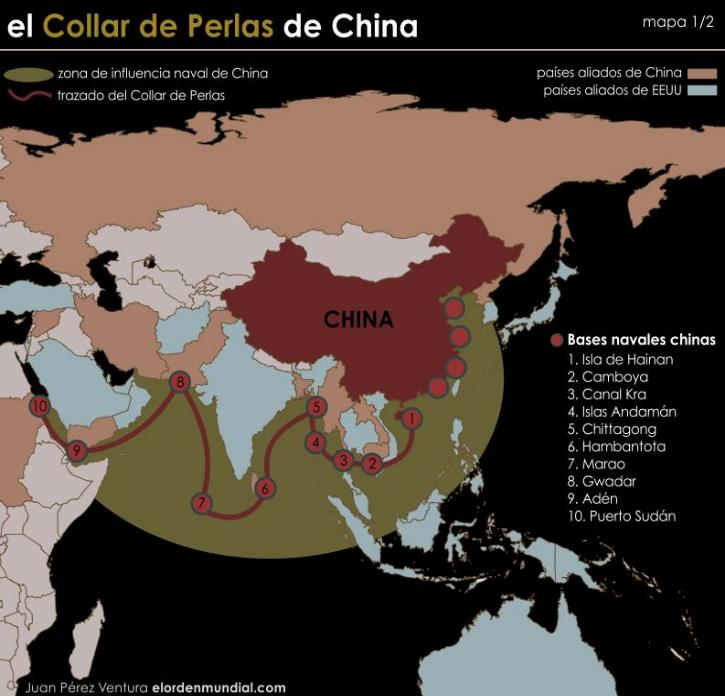 el Collar de Perlas de China
mapa 1/2
zona de influencia naval de China
trazado del Collar de Perlas
países aliados de China
países aliados de EEUU
CHINA
Bases navales chinas
1. Isla de Hainan
2. Camboya
3. Canal Kra
4. Islas Andamán
5. Chittagong
6. Hambantota
7. Marao
8. Gwadar
9. Adén
10. Puerto Sudán
8
10
5
1
4
9
3
2
6
7
© Juan Pérez Ventura elordenmundial.com